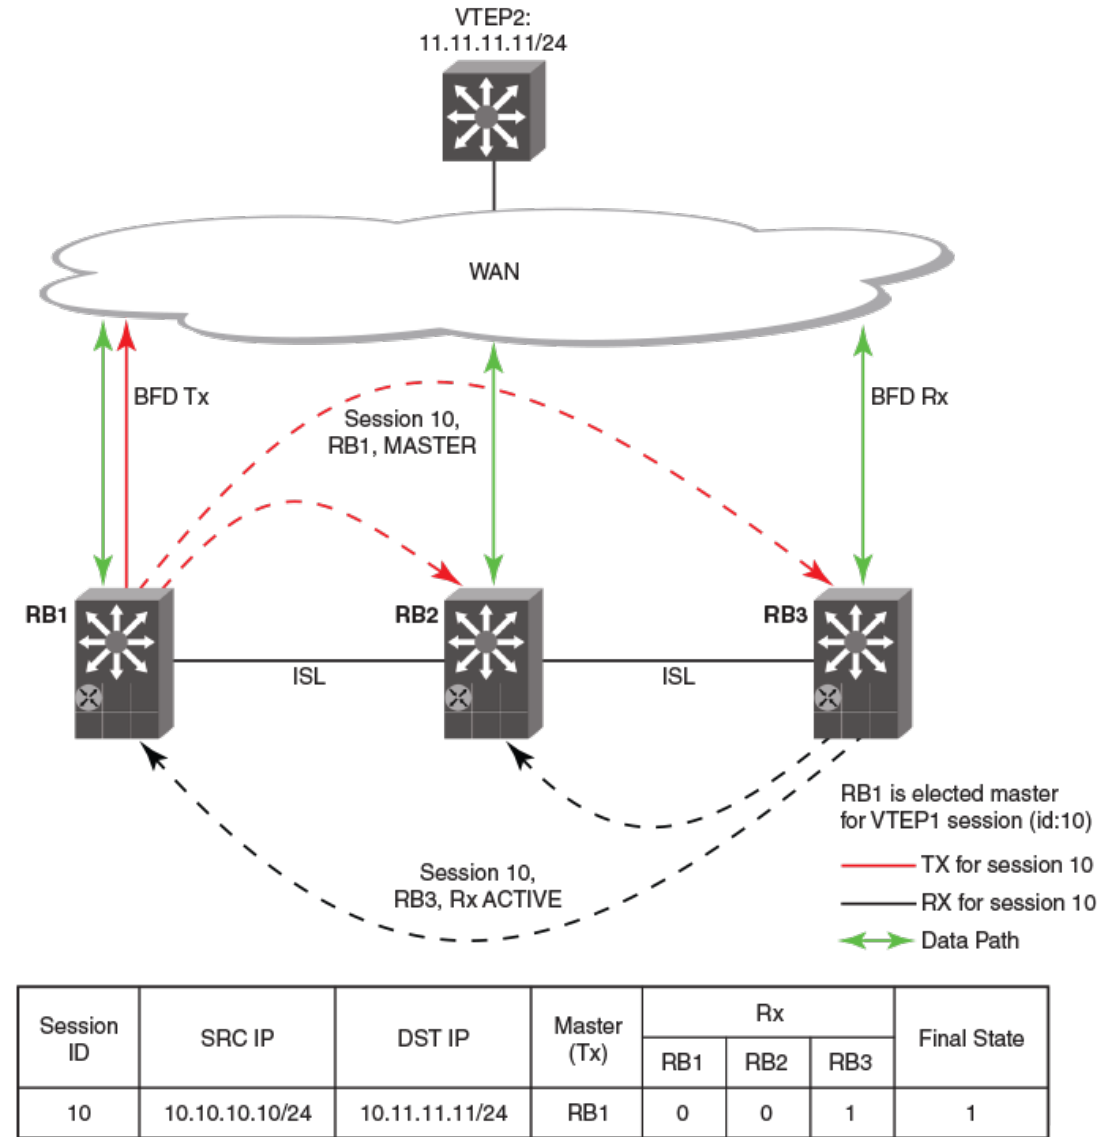 VTEP2:
11.11.11.11/24
WAN
BFD Tx
BFD Rx
Session 10,
RB1, MASTER
RB1
RB2
RB3
ISL
ISL
Session 10,
RB3, Rx ACTIVE
RB1 is elected master
for VTEP1 session (id:10)
TX for session 10
RX for session 10
Data Path
Session
ID
SRC IP
DST IP
Master
(Tx)
Rx
RB1
RB2
RB3
Final State
10
10.10.10.10/24
10.11.11.11/24
RB1
0
0
1
1